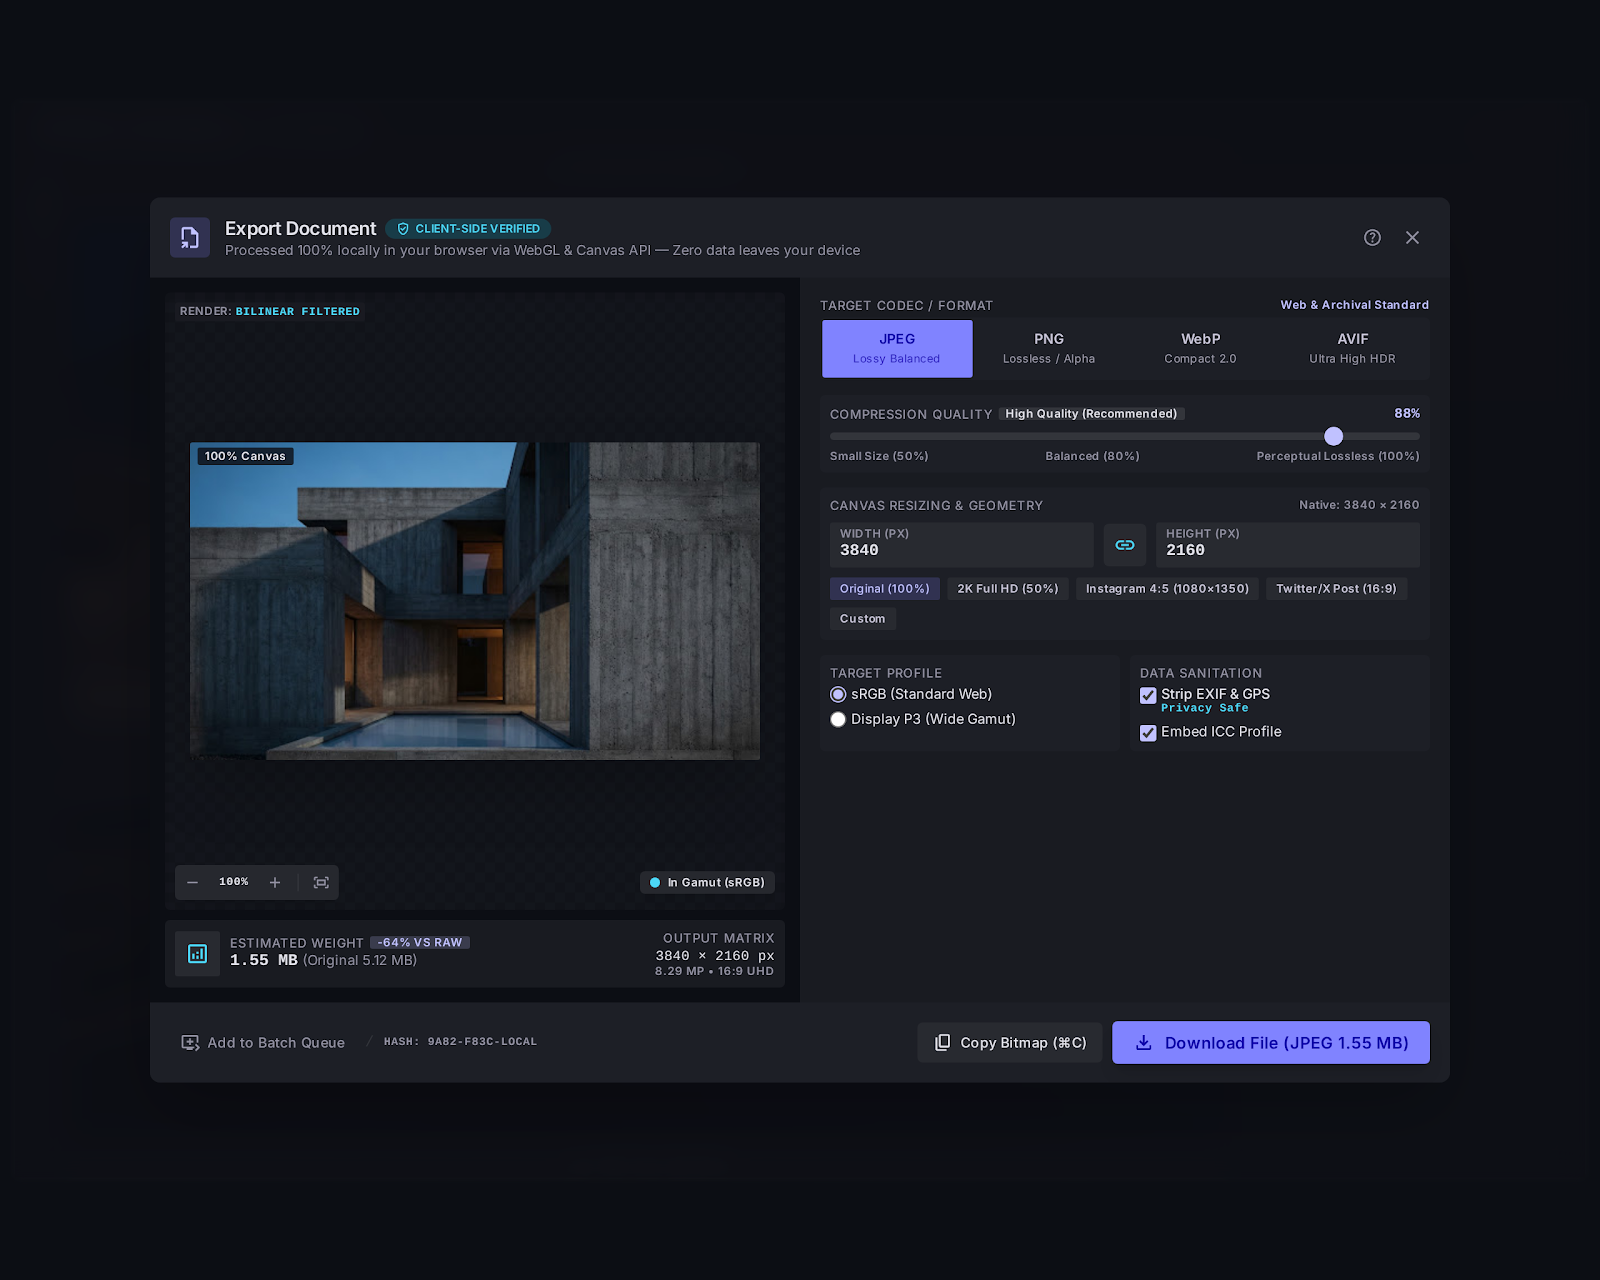 Export Document
CLIENT-SIDE VERIFIED
Processed 100% locally in your browser via WebGL & Canvas API — Zero data leaves your device
RENDER: BILINEAR FILTERED
100% Canvas
100%
In Gamut (sRGB)
ESTIMATED WEIGHT
-64% VS RAW
1.55 MB (Original 5.12 MB)
OUTPUT MATRIX
3840 × 2160 px
8.29 MP • 16:9 UHD
TARGET CODEC / FORMAT
Web & Archival Standard
JPEG
Lossy Balanced
PNG
Lossless / Alpha
WebP
Compact 2.0
AVIF
Ultra High HDR
COMPRESSION QUALITY
High Quality (Recommended)
88%
Small Size (50%)
Balanced (80%)
Perceptual Lossless (100%)
CANVAS RESIZING & GEOMETRY
Native: 3840 × 2160
WIDTH (PX)
3840
HEIGHT (PX)
2160
Original (100%)
2K Full HD (50%)
Instagram 4:5 (1080×1350)
Twitter/X Post (16:9)
Custom
TARGET PROFILE
sRGB (Standard Web)
Display P3 (Wide Gamut)
DATA SANITATION
Strip EXIF & GPS
Privacy Safe
Embed ICC Profile
Add to Batch Queue
/
HASH: 9A82-F83C-LOCAL
Copy Bitmap (⌘C)
Download File (JPEG 1.55 MB)